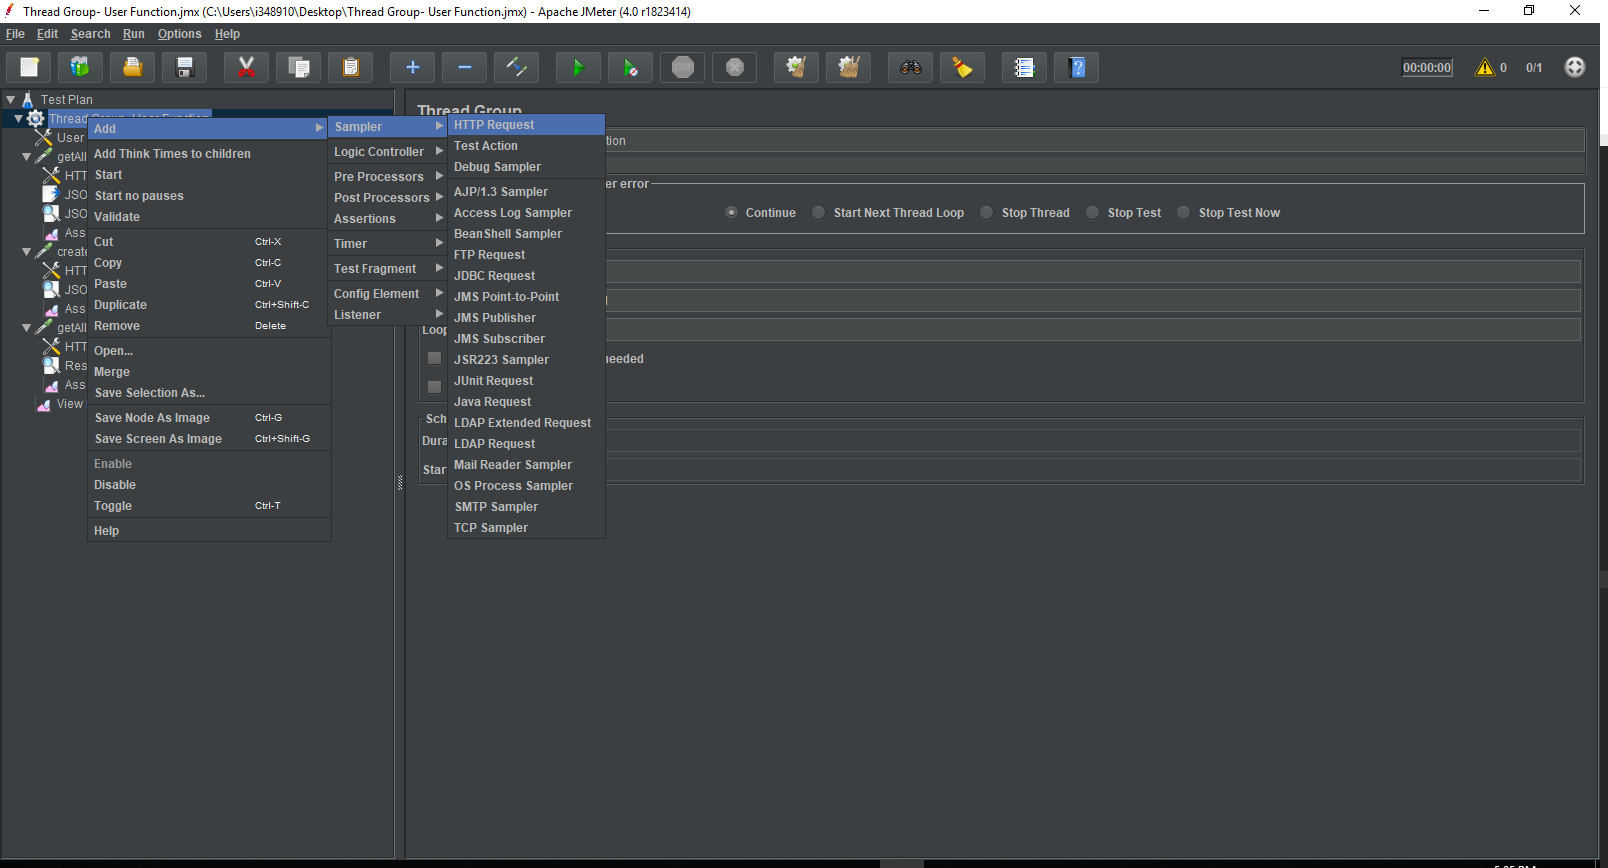 Thread Group- User Function.jmx (C:\Users\i348910\Desktop\Thread Group- User Function.jmx) - Apache JMeter (4.0 r1823414)
File Edit Search Run Options Help
00:00:00 0 0/1
Test Plan
Thread Group- User Function
User
getAll
HTT
JSO
JSO
Ass
create
HTT
JSO
Ass
getAll
HTT
Res
Ass
View
Add
Add Think Times to children
Start
Start no pauses
Validate
Cut Ctrl-X
Copy Ctrl-C
Paste Ctrl-V
Duplicate Ctrl+Shift-C
Remove Delete
Open...
Merge
Save Selection As...
Save Node As Image Ctrl-G
Save Screen As Image Ctrl+Shift-G
Enable
Disable
Toggle Ctrl-T
Help
Sampler
Logic Controller
Pre Processors
Post Processors
Assertions
Timer
Test Fragment
Config Element
Listener
HTTP Request
Test Action
Debug Sampler
AJP/1.3 Sampler
Access Log Sampler
BeanShell Sampler
FTP Request
JDBC Request
JMS Point-to-Point
JMS Publisher
JMS Subscriber
JSR223 Sampler
JUnit Request
Java Request
LDAP Extended Request
LDAP Request
Mail Reader Sampler
OS Process Sampler
SMTP Sampler
TCP Sampler
Thread Group
tion
er error
Continue Start Next Thread Loop Stop Thread Stop Test Stop Test Now
Loop
needed
Sch
Dura
Star